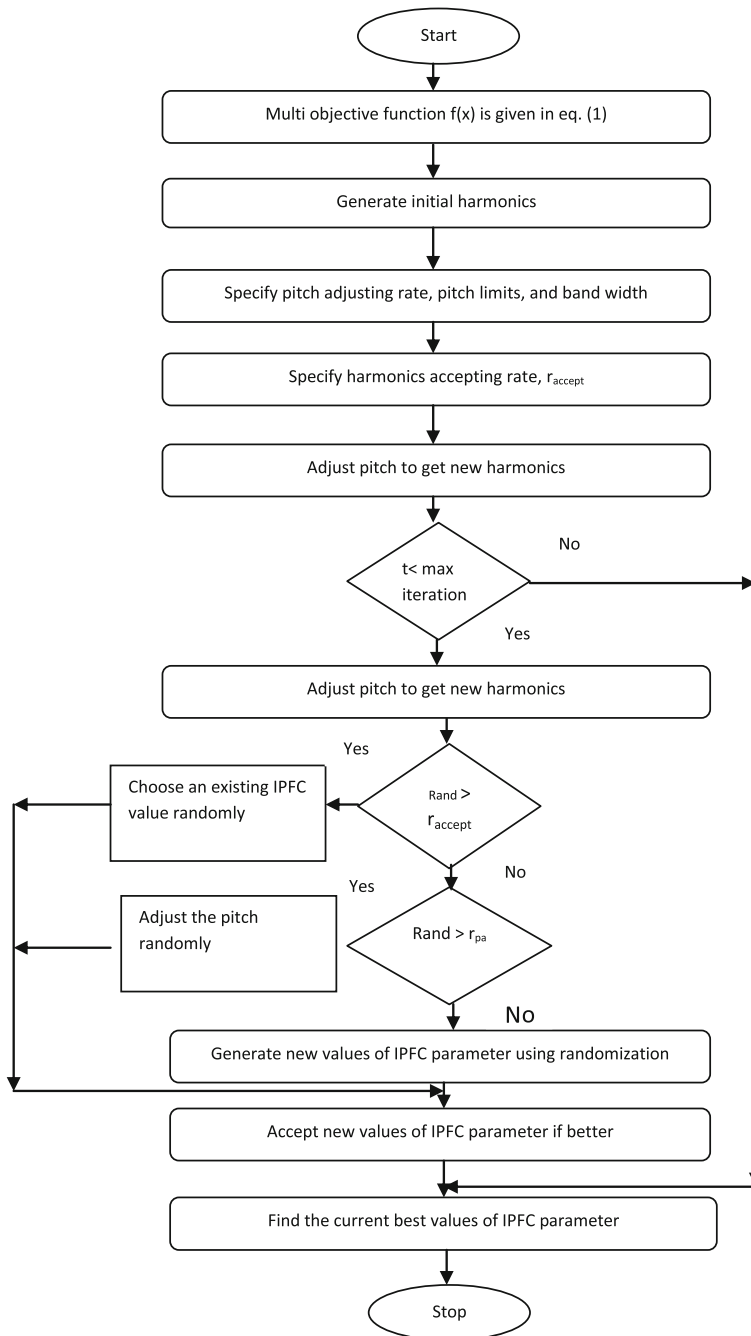 Start
Multi objective function f(x) is given in eq. (1)
Generate initial harmonics
Specify pitch adjusting rate, pitch limits, and band width
Specify harmonics accepting rate, raccept
Adjust pitch to get new harmonics
No
t< max
iteration
Yes
Adjust pitch to get new harmonics
Yes
Choose an existing IPFC
value randomly
Rand >
raccept
No
Yes
Adjust the pitch
randomly
Rand > rpa
No
Generate new values of IPFC parameter using randomization
Accept new values of IPFC parameter if better
Find the current best values of IPFC parameter
Stop